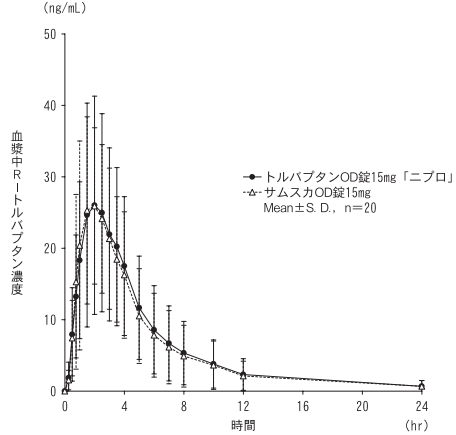 (ng/mL)
50
40
30
20
10
0
血漿中R－トルバプタン濃度
トルバプタンOD錠15mg「ニプロ」
サムスカOD錠15mg
Mean±S.D., n＝20
0 4 8 12 16 20 24
時間 (hr)